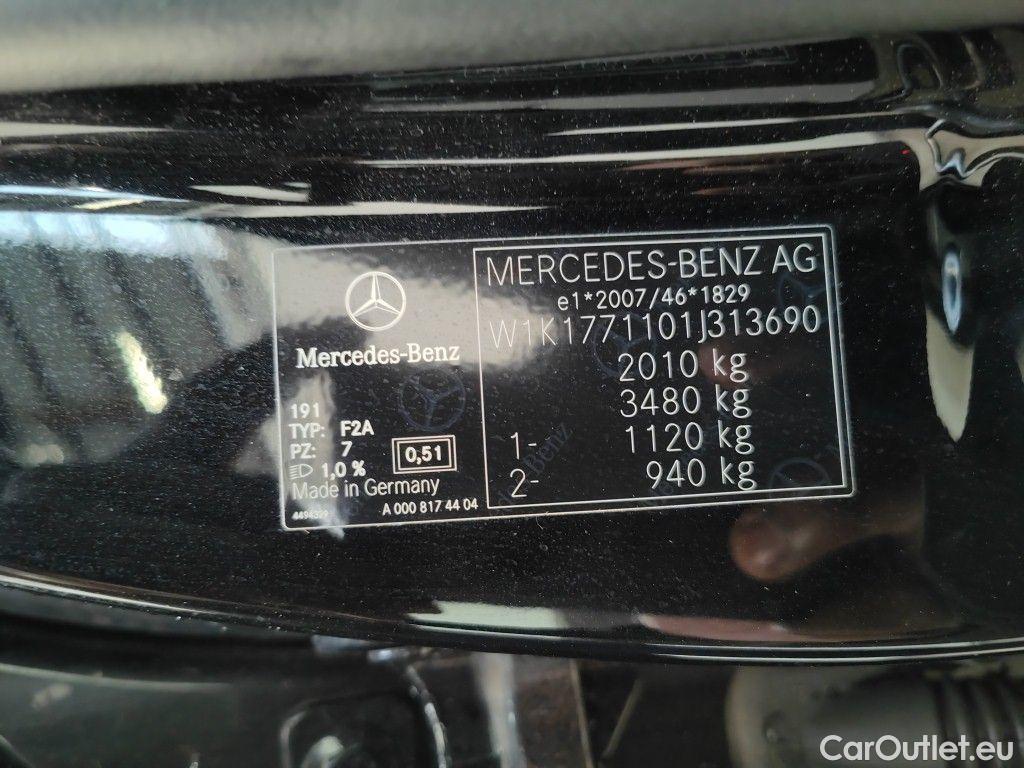 Mercedes-Benz
191
TYP: F2A
PZ: 7
1,0 %
0,51
Made in Germany
A 000 817 44 04
MERCEDES-BENZ AG
e1*2007/46*1829
W1K1771101J313690
2010 kg
3480 kg
1- 1120 kg
2- 940 kg
CarOutlet.eu